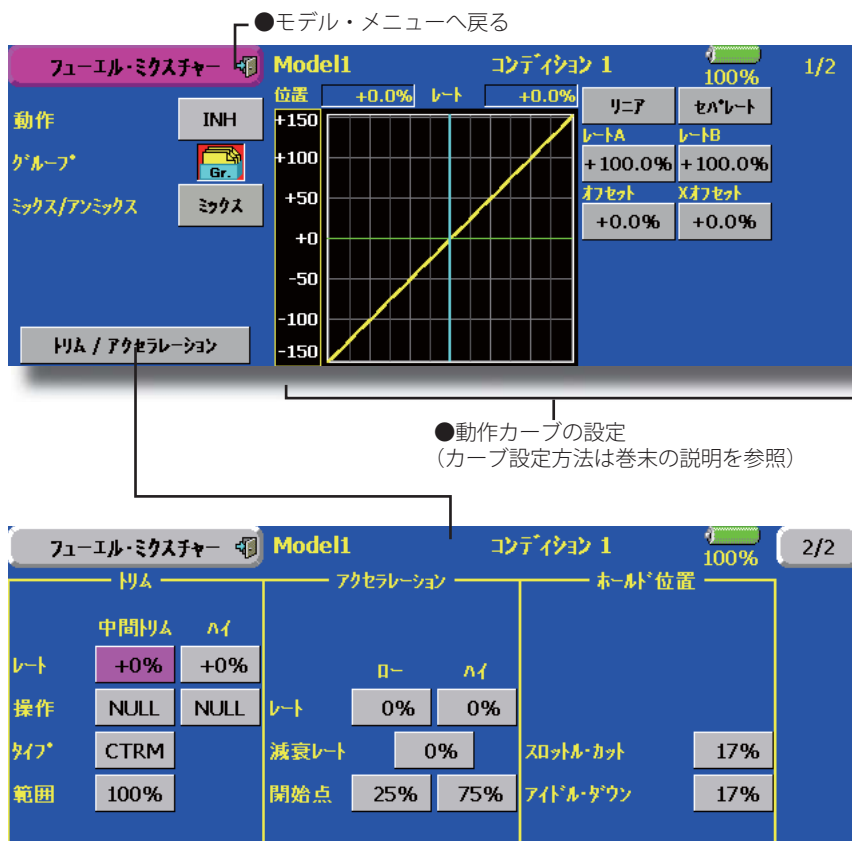 ●モデル・メニューへ戻る
フューエル・ミクスチャー Model1 コンディション 1 100% 1/2
位置 +0.0% レート +0.0% リニア セパレート
動作 INH
グループ Gr.
ミックス/アンミックス ミックス
トリム / アクセラレーション
+150
+100
+50
+0
-50
-100
-150
レートA レートB
+100.0% +100.0%
オフセット Xオフセット
+0.0% +0.0%
●動作カーブの設定
（カーブ設定方法は巻末の説明を参照）
フューエル・ミクスチャー Model1 コンディション 1 100% 2/2
トリム
中間トリム ハイ
レート +0% +0%
操作 NULL NULL
タイプ CTRM
範囲 100%
アクセラレーション
ロー ハイ
レート 0% 0%
減衰レート 0%
開始点 25% 75%
ホールド位置
スロットル・カット 17%
アイドル・ダウン 17%